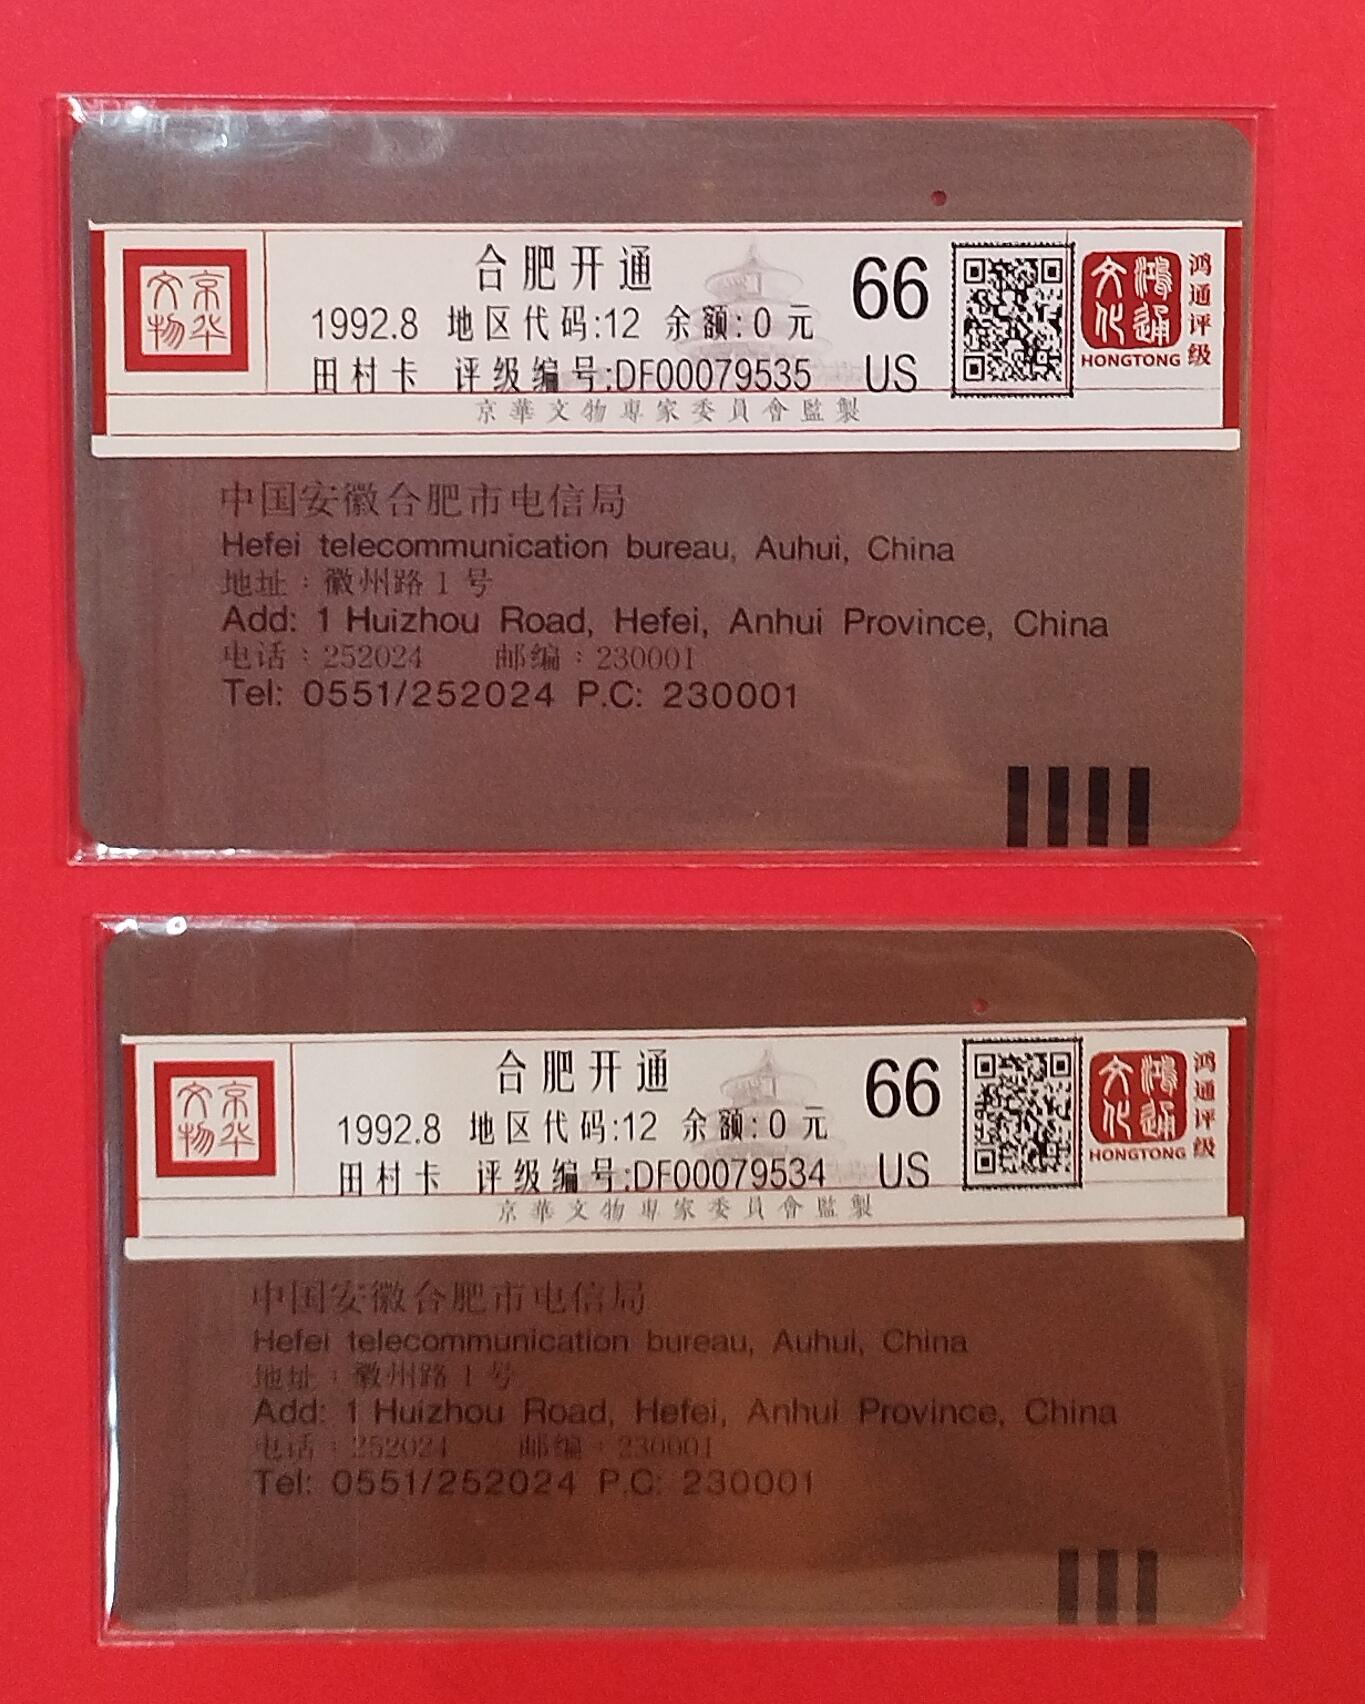 京华文物
合肥开通
1992.8 地区代码:12 余额:0 元
田村卡 评级编号:DF00079535
66
US
京華文物專家委員會監製
鸿通文化
HONGTONG
鸿通评级
中国安徽合肥市电信局
Hefei telecommunication bureau, Auhui, China
地址：徽州路 1 号
Add: 1 Huizhou Road, Hefei, Anhui Province, China
电话：252024 邮编：230001
Tel: 0551/252024 P.C: 230001
京华文物
合肥开通
1992.8 地区代码:12 余额:0 元
田村卡 评级编号:DF00079534
66
US
京華文物專家委員會監製
鸿通文化
HONGTONG
鸿通评级
中国安徽合肥市电信局
Hefei telecommunication bureau, Auhui, China
地址：徽州路 1 号
Add: 1 Huizhou Road, Hefei, Anhui Province, China
电话：252024 邮编：230001
Tel: 0551/252024 P.C: 230001